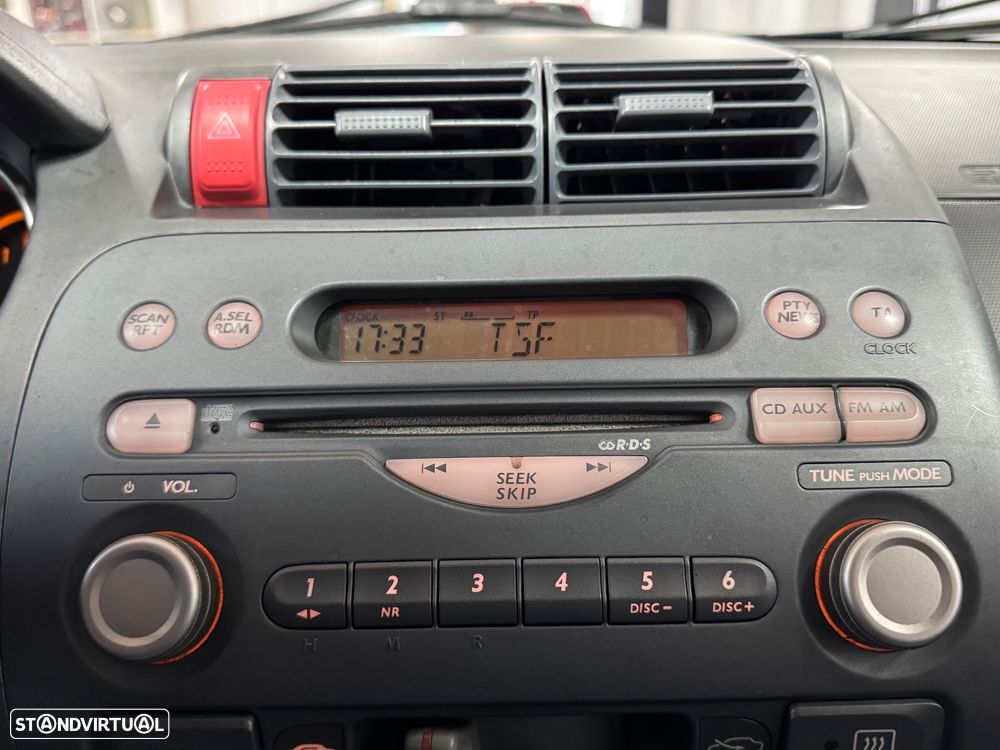 CLOCK ST TP
17:33 TSF
SCAN
RPT
A.SEL
RDM
PTY
NEWS
TA
CLOCK
CD AUX
FM AM
R·D·S
SEEK
SKIP
VOL.
TUNE PUSH MODE
1 2 3 4 5 6
NR DISC− DISC+
H M R
STANDVIRTUAL